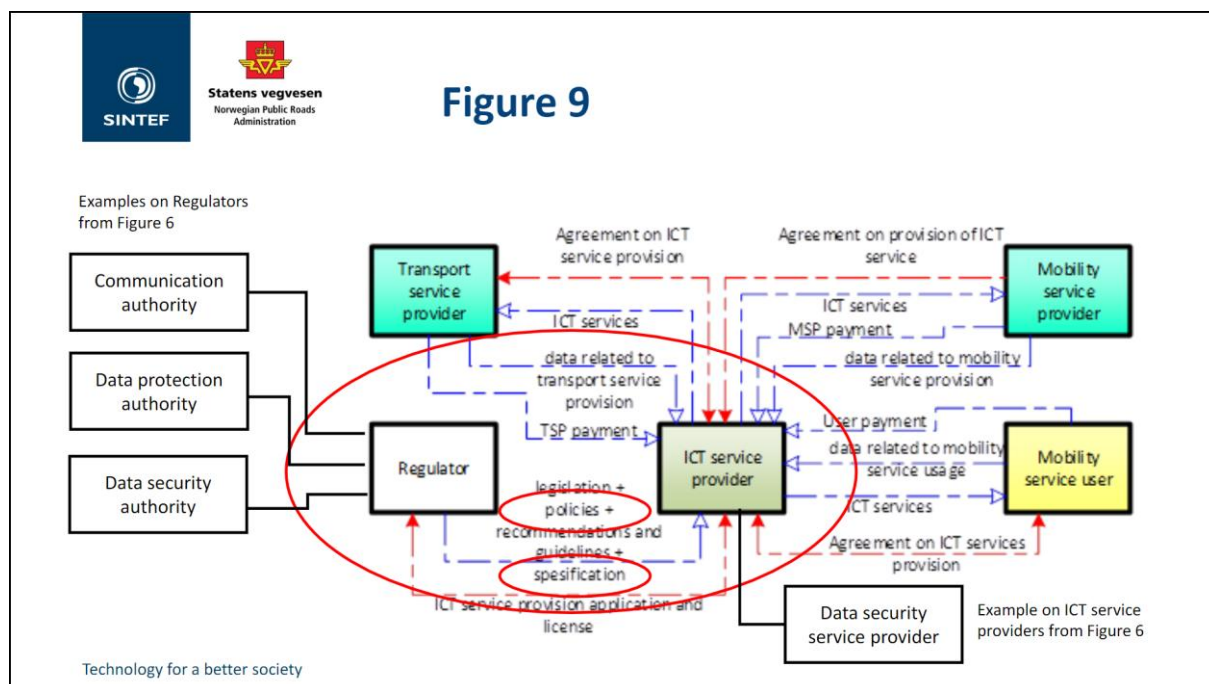 SINTEF
Statens vegvesen
Norwegian Public Roads
Administration
Figure 9
Examples on Regulators
from Figure 6
Communication
authority
Data protection
authority
Data security
authority
Transport
service
provider
Agreement on ICT
service provision
Agreement on provision of ICT
service
Mobility
service
provider
ICT services
ICT services
MSP payment
data related to
transport service
provision
data related to mobility
service provision
TSP payment
User payment
Regulator
ICT service
provider
data related to mobility
service usage
Mobility
service user
ICT services
legislation +
policies +
recommendations and
guidelines +
spesification
Agreement on ICT services
provision
ICT service provision application and
license
Data security
service provider
Example on ICT service
providers from Figure 6
Technology for a better society